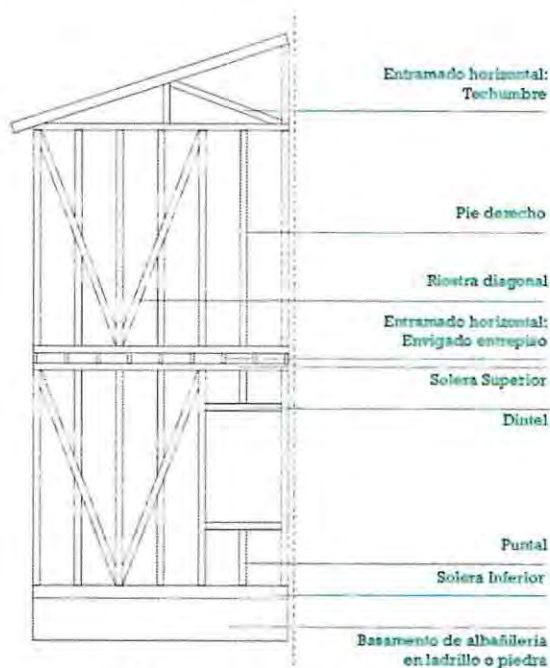 Entramado horizontal:
Techumbre
Pie derecho
Riostra diagonal
Entramado horizontal:
Envigado entrepiso
Solera Superior
Dintel
Puntal
Solera Inferior
Basamento de albañilería
en ladrillo o piedra